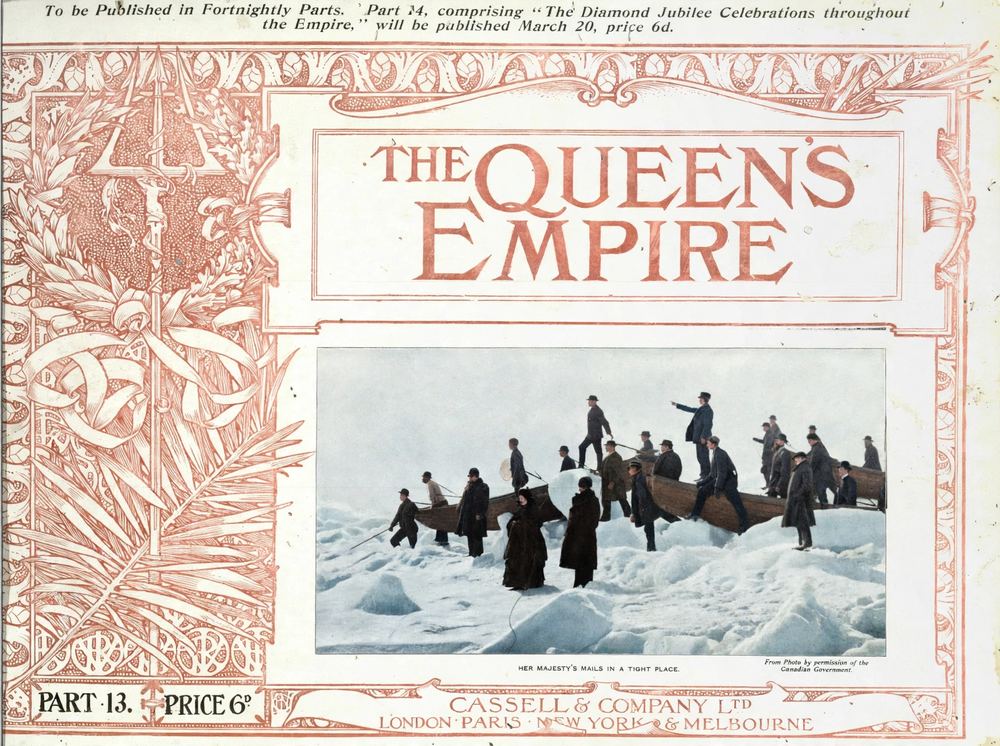 To be Published in Fortnightly Parts. Part 14, comprising "The Diamond Jubilee Celebrations throughout
the Empire," will be published March 20, price 6d.
THE QUEEN'S
EMPIRE
HER MAJESTY'S MAILS IN A TIGHT PLACE.
From Photo by permission of the
Canadian Government.
PART 13. PRICE 6D
CASSELL & COMPANY LTD
LONDON · PARIS · NEW YORK & MELBOURNE